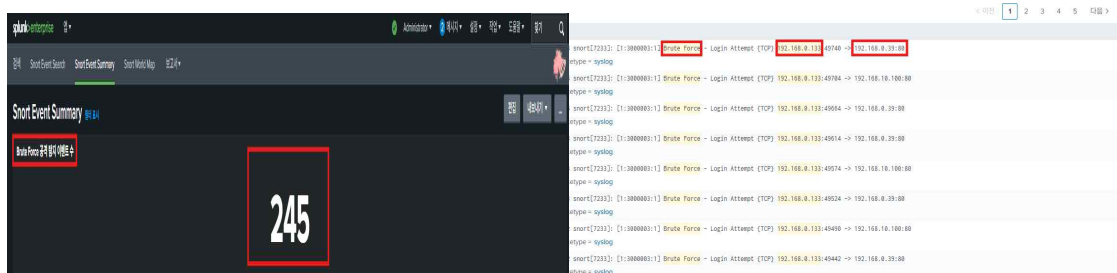 splunk>enterprise 앱▾
Administrator▾ 2 메시지▾ 설정▾ 작업▾ 도움말▾ 찾기
검색 Snort Event Search Snort Event Summary Snort World Map 보고서▾
Snort Event Summary
편집 내보내기▾ ...
Brute Force 공격 탐지 이벤트 수
245
< 이전 1 2 3 4 5 다음 >
snort[7233]: [1:3000003:1] Brute Force - Login Attempt {TCP} 192.168.0.133:49740 -> 192.168.0.39:80
etype = syslog
snort[7233]: [1:3000003:1] Brute Force - Login Attempt {TCP} 192.168.0.133:49704 -> 192.168.10.100:80
etype = syslog
snort[7233]: [1:3000003:1] Brute Force - Login Attempt {TCP} 192.168.0.133:49664 -> 192.168.0.39:80
etype = syslog
snort[7233]: [1:3000003:1] Brute Force - Login Attempt {TCP} 192.168.0.133:49614 -> 192.168.0.39:80
etype = syslog
snort[7233]: [1:3000003:1] Brute Force - Login Attempt {TCP} 192.168.0.133:49574 -> 192.168.10.100:80
etype = syslog
snort[7233]: [1:3000003:1] Brute Force - Login Attempt {TCP} 192.168.0.133:49524 -> 192.168.0.39:80
etype = syslog
snort[7233]: [1:3000003:1] Brute Force - Login Attempt {TCP} 192.168.0.133:49490 -> 192.168.10.100:80
etype = syslog
snort[7233]: [1:3000003:1] Brute Force - Login Attempt {TCP} 192.168.0.133:49442 -> 192.168.0.39:80
etype = syslog